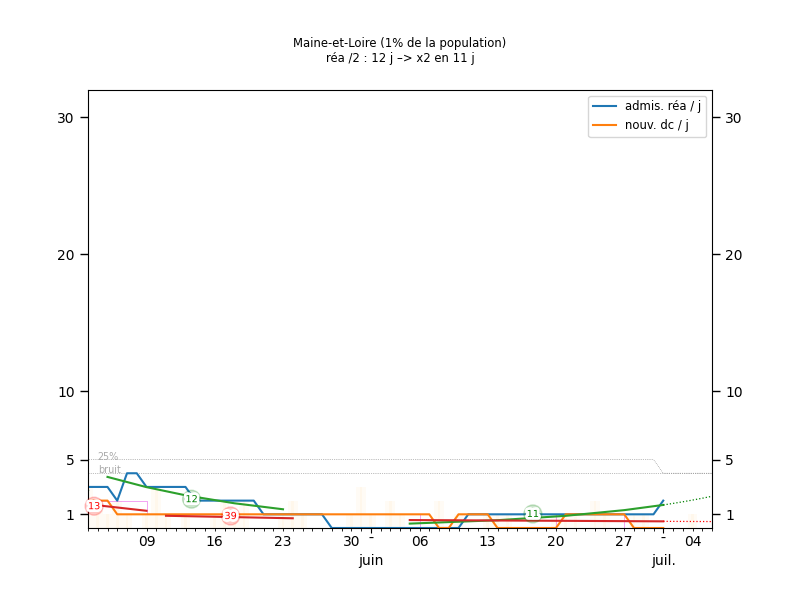 Maine-et-Loire (1% de la population)
réa /2 : 12 j –> x2 en 11 j
admis. réa / j
nouv. dc / j
30 30
20 20
10 10
5 5
25%
bruit
13 12 39 11
1 1
09 16 23 30 - 06 13 20 27 - 04
juin juil.